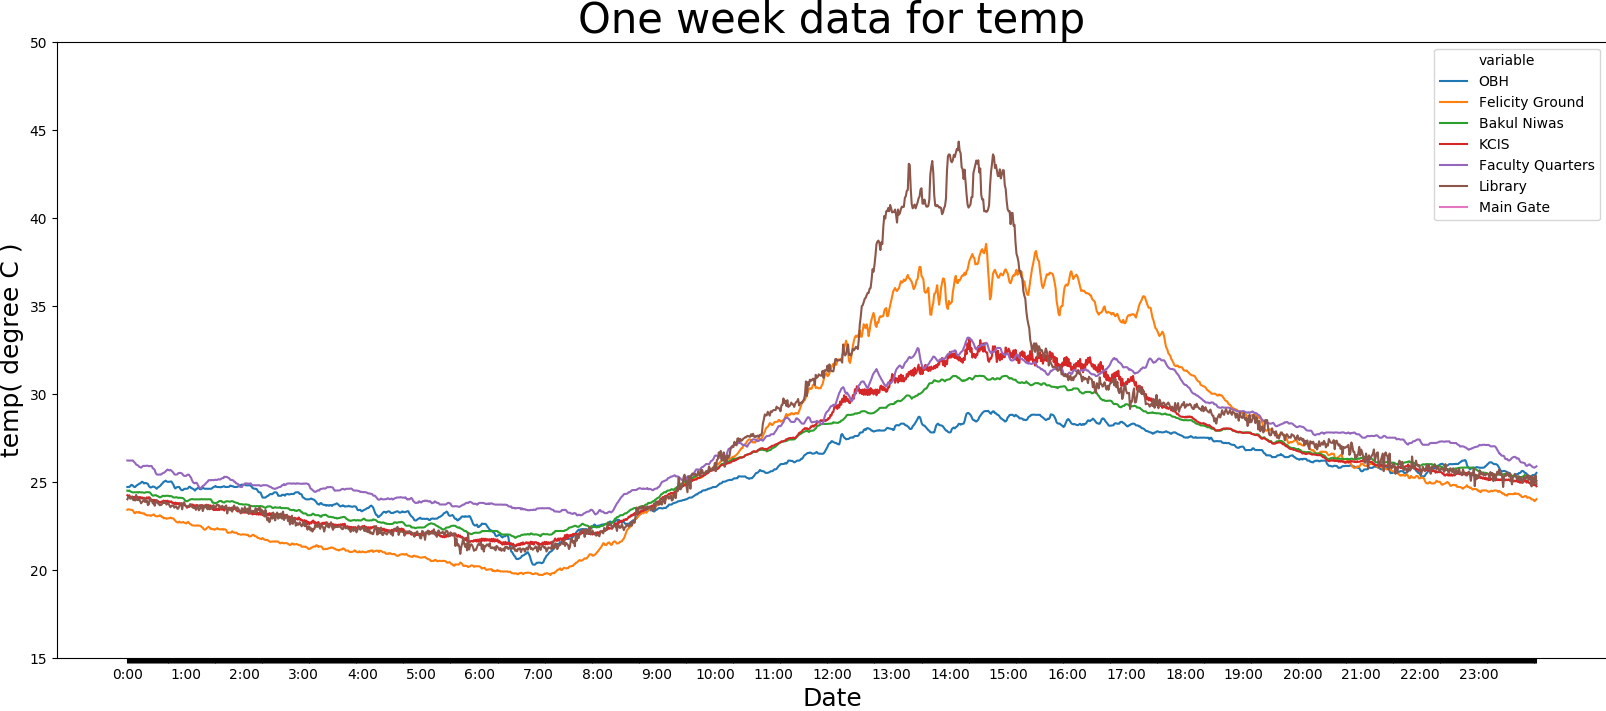 One week data for temp
50
45
40
35
30
25
20
15
temp( degree C )
variable
OBH
Felicity Ground
Bakul Niwas
KCIS
Faculty Quarters
Library
Main Gate
0:00 1:00 2:00 3:00 4:00 5:00 6:00 7:00 8:00 9:00 10:00 11:00 12:00 13:00 14:00 15:00 16:00 17:00 18:00 19:00 20:00 21:00 22:00 23:00
Date